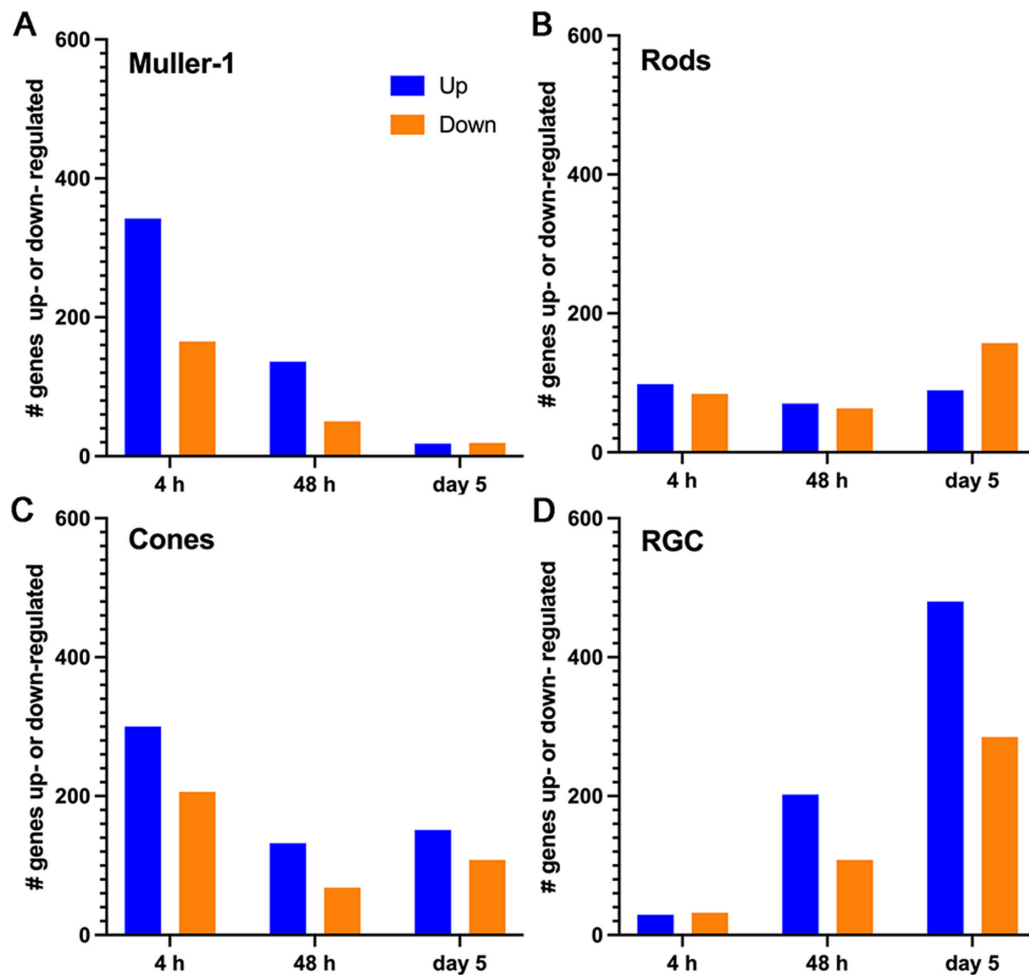 A
Muller-1
Up
Down
# genes up- or down- regulated
600
400
200
0
4 h 48 h day 5
B
Rods
# genes up- or down-regulated
600
400
200
0
4 h 48 h day 5
C
Cones
# genes up- or down-regulated
600
400
200
0
4 h 48 h day 5
D
RGC
# genes up- or down- regulated
600
400
200
0
4 h 48 h day 5